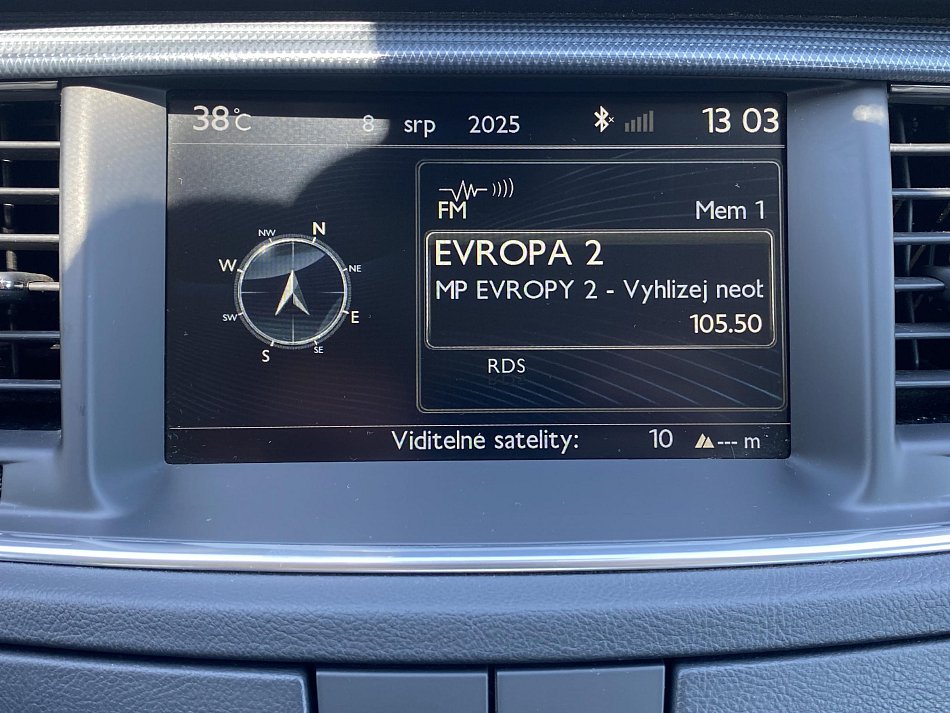 38°C 8 srp 2025 13 03
FM Mem 1
EVROPA 2
MP EVROPY 2 - Vyhlizej neot
105.50
RDS
NW N
W NE
SW E
S SE
Viditelné satelity: 10 --- m